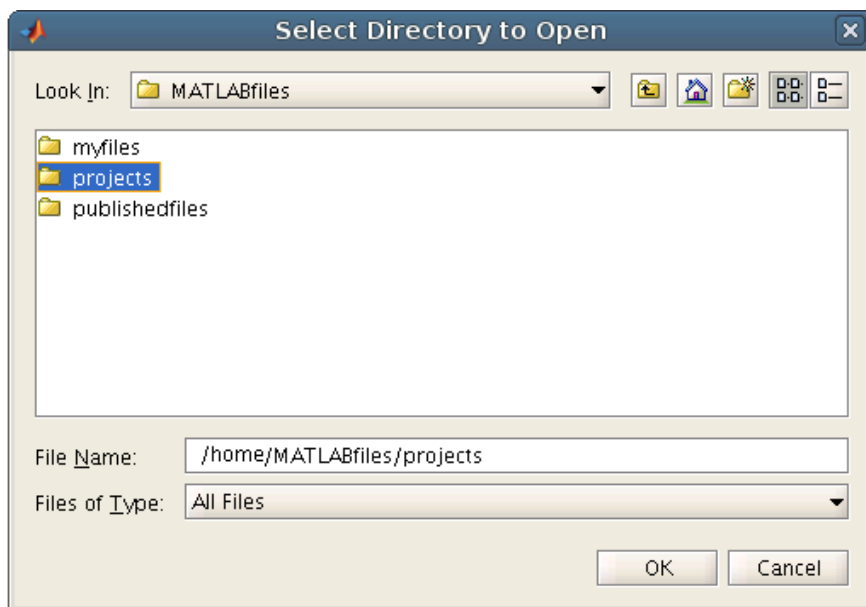 Select Directory to Open
Look In: MATLABfiles
myfiles
projects
publishedfiles
File Name: /home/MATLABfiles/projects
Files of Type: All Files
OK Cancel